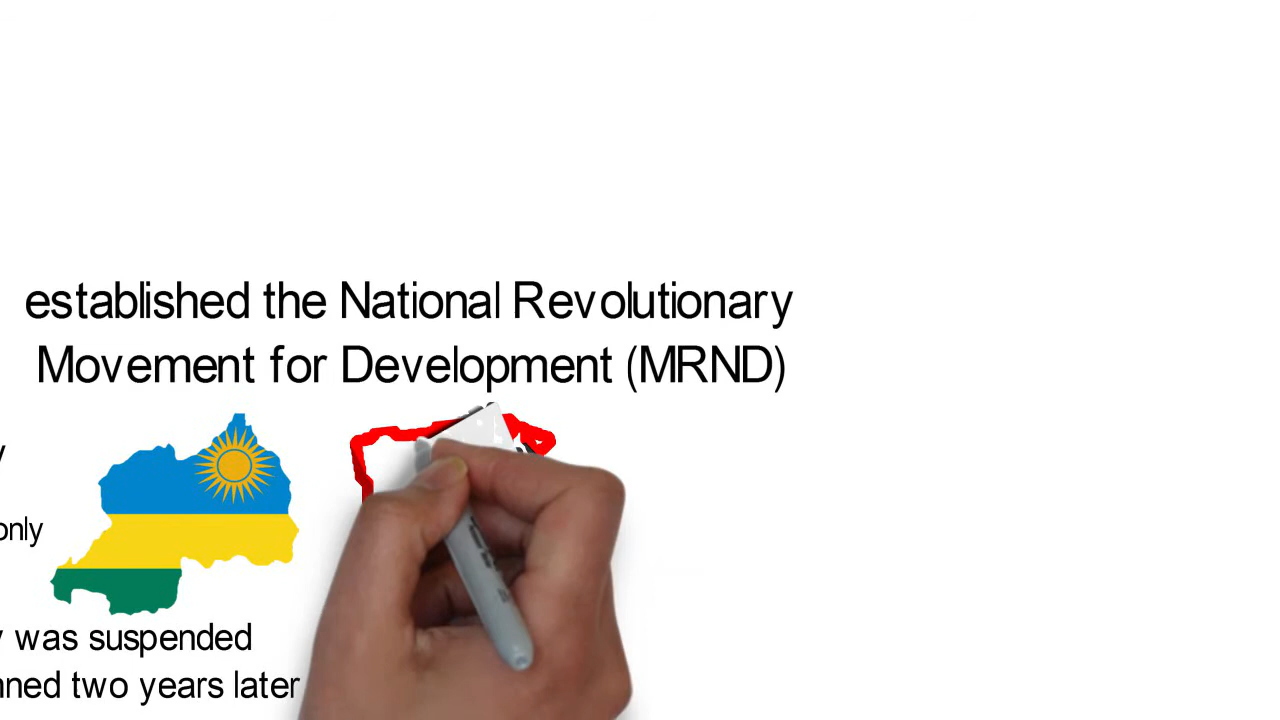 established the National Revolutionary
Movement for Development (MRND)
only
was suspended
two years later